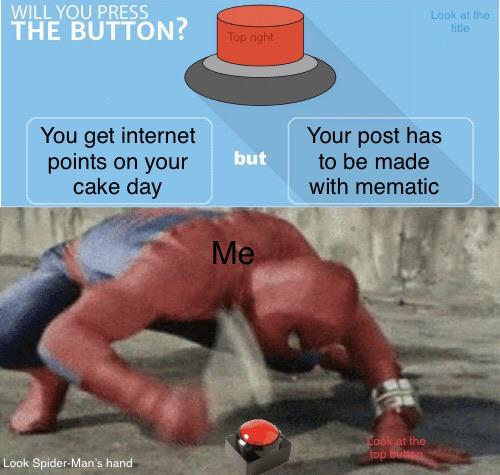 WILL YOU PRESS
THE BUTTON?
Look at the
title
Top right
You get internet
points on your
cake day
but
Your post has
to be made
with mematic
Me
Look at the
top button
Look Spider-Man's hand